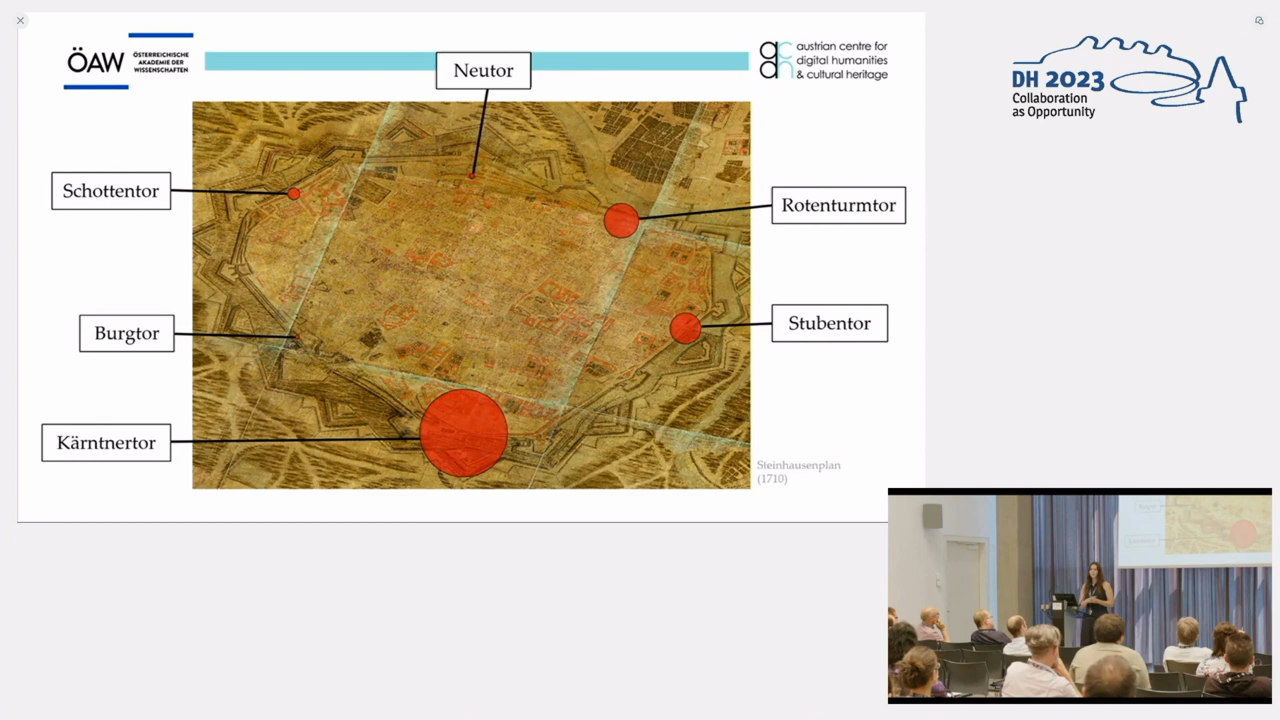 ÖAW
ÖSTERREICHISCHE
AKADEMIE DER
WISSENSCHAFTEN
Neutor
acdh
austrian centre for
digital humanities
& cultural heritage
DH 2023
Collaboration
as Opportunity
Schottentor
Rotenturmtor
Burgtor
Stubentor
Kärntnertor
Steinhausenplan
(1710)